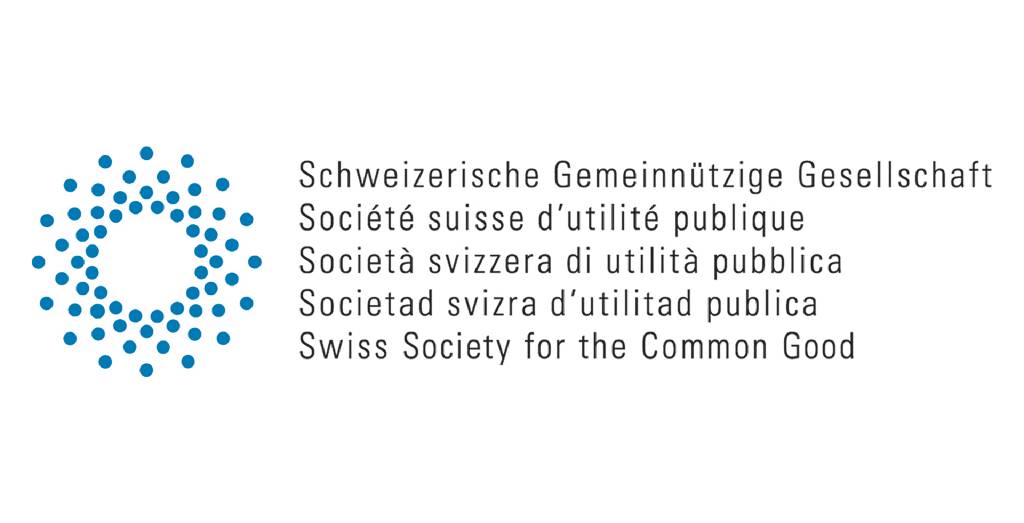 Schweizerische Gemeinnützige Gesellschaft
Société suisse d'utilité publique
Società svizzera di utilità pubblica
Societad svizra d'utilitad publica
Swiss Society for the Common Good